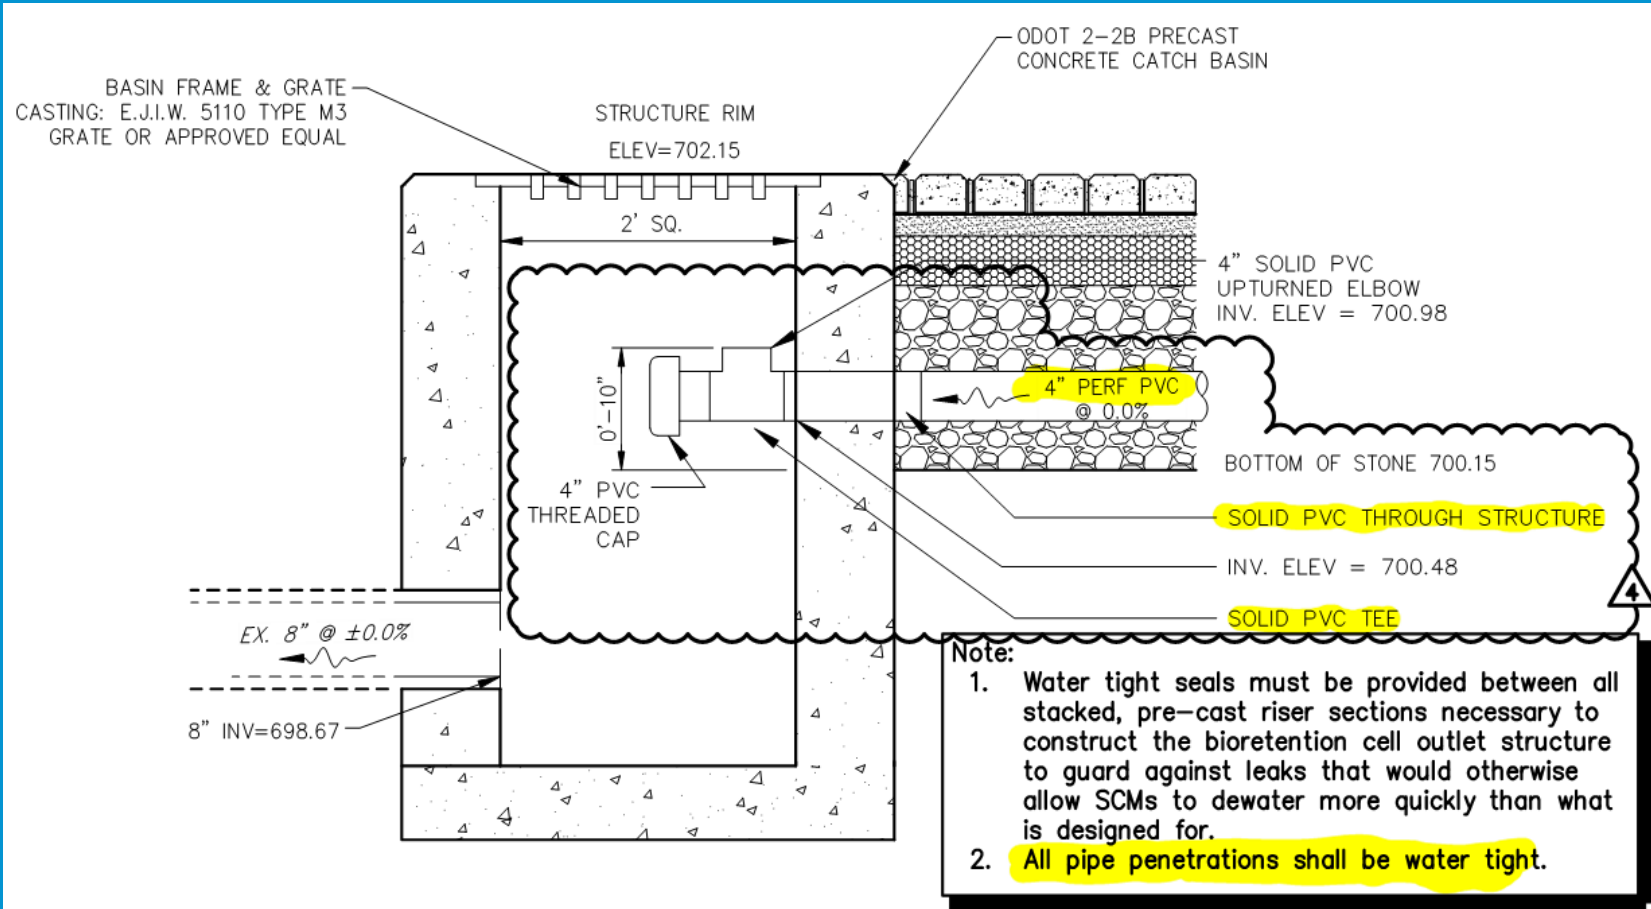 ODOT 2-2B PRECAST
CONCRETE CATCH BASIN
BASIN FRAME & GRATE
CASTING: E.J.I.W. 5110 TYPE M3
GRATE OR APPROVED EQUAL
STRUCTURE RIM
ELEV=702.15
2' SQ.
4" SOLID PVC
UPTURNED ELBOW
INV. ELEV = 700.98
4" PERF PVC
@ 0.0%
0'-10"
BOTTOM OF STONE 700.15
4" PVC
THREADED
CAP
SOLID PVC THROUGH STRUCTURE
INV. ELEV = 700.48
4
SOLID PVC TEE
EX. 8" @ ±0.0%
8" INV=698.67
Note:
1. Water tight seals must be provided between all
stacked, pre-cast riser sections necessary to
construct the bioretention cell outlet structure
to guard against leaks that would otherwise
allow SCMs to dewater more quickly than what
is designed for.
2. All pipe penetrations shall be water tight.